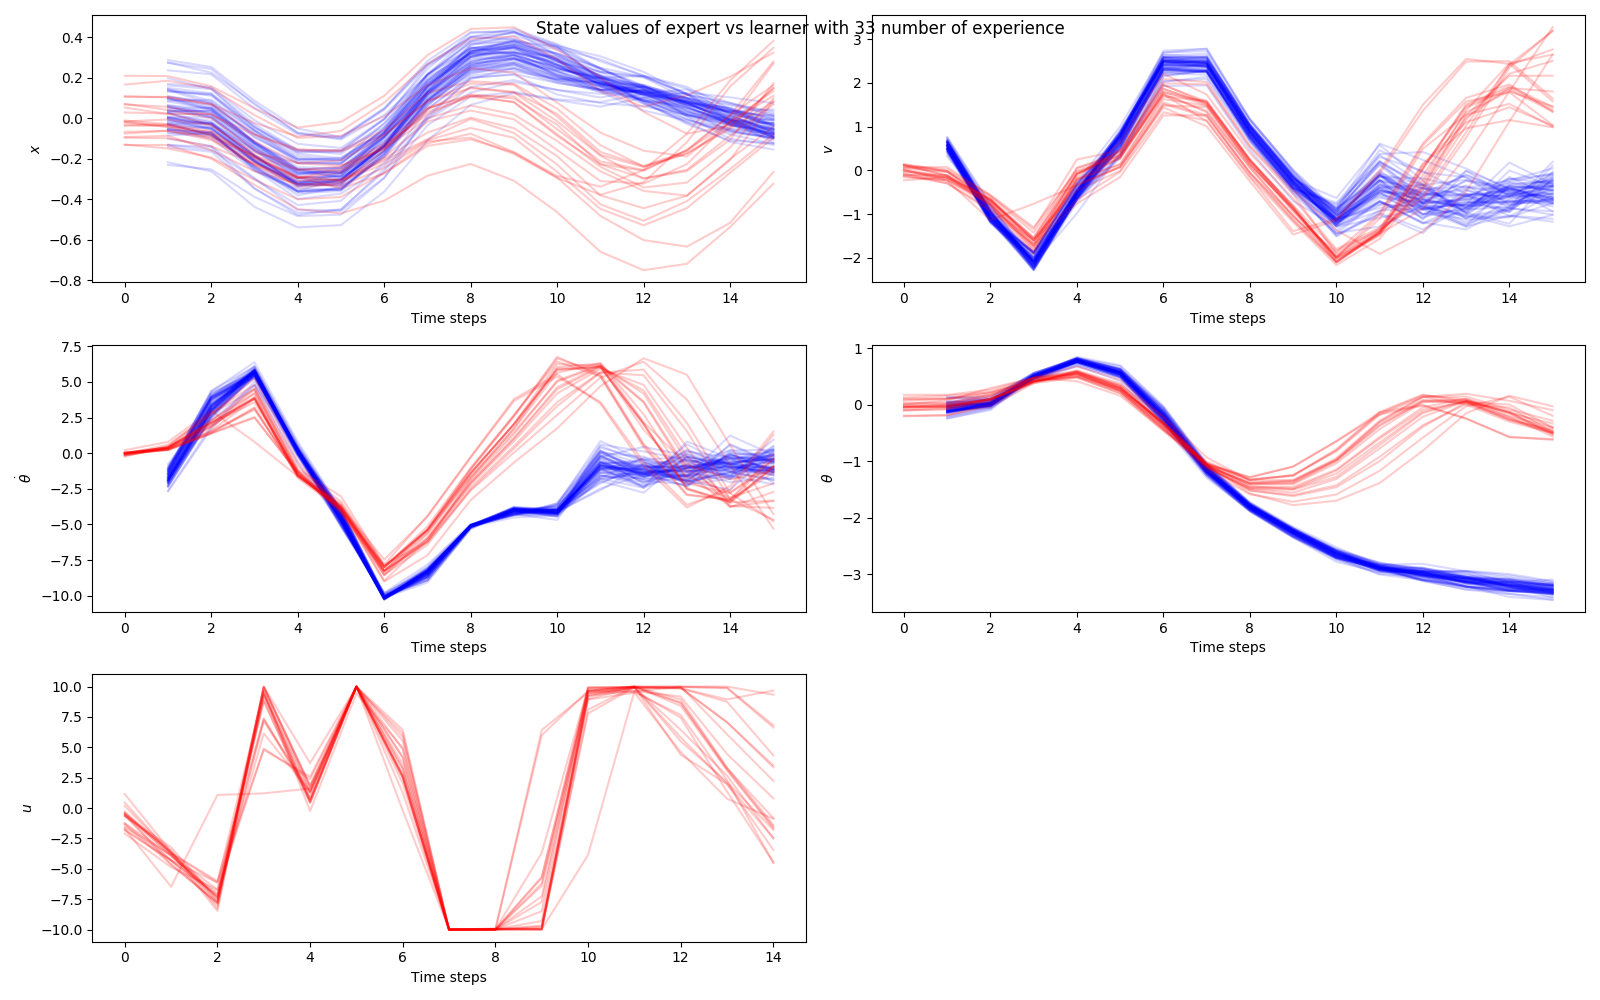 State values of expert vs learner with 33 number of experience
0.4
0.2
0.0
−0.2
−0.4
−0.6
−0.8
x
0 2 4 6 8 10 12 14
Time steps
3
2
1
0
−1
−2
v
0 2 4 6 8 10 12 14
Time steps
7.5
5.0
2.5
0.0
−2.5
−5.0
−7.5
−10.0
θ̇
0 2 4 6 8 10 12 14
Time steps
1
0
−1
−2
−3
θ
0 2 4 6 8 10 12 14
Time steps
10.0
7.5
5.0
2.5
0.0
−2.5
−5.0
−7.5
−10.0
u
0 2 4 6 8 10 12 14
Time steps